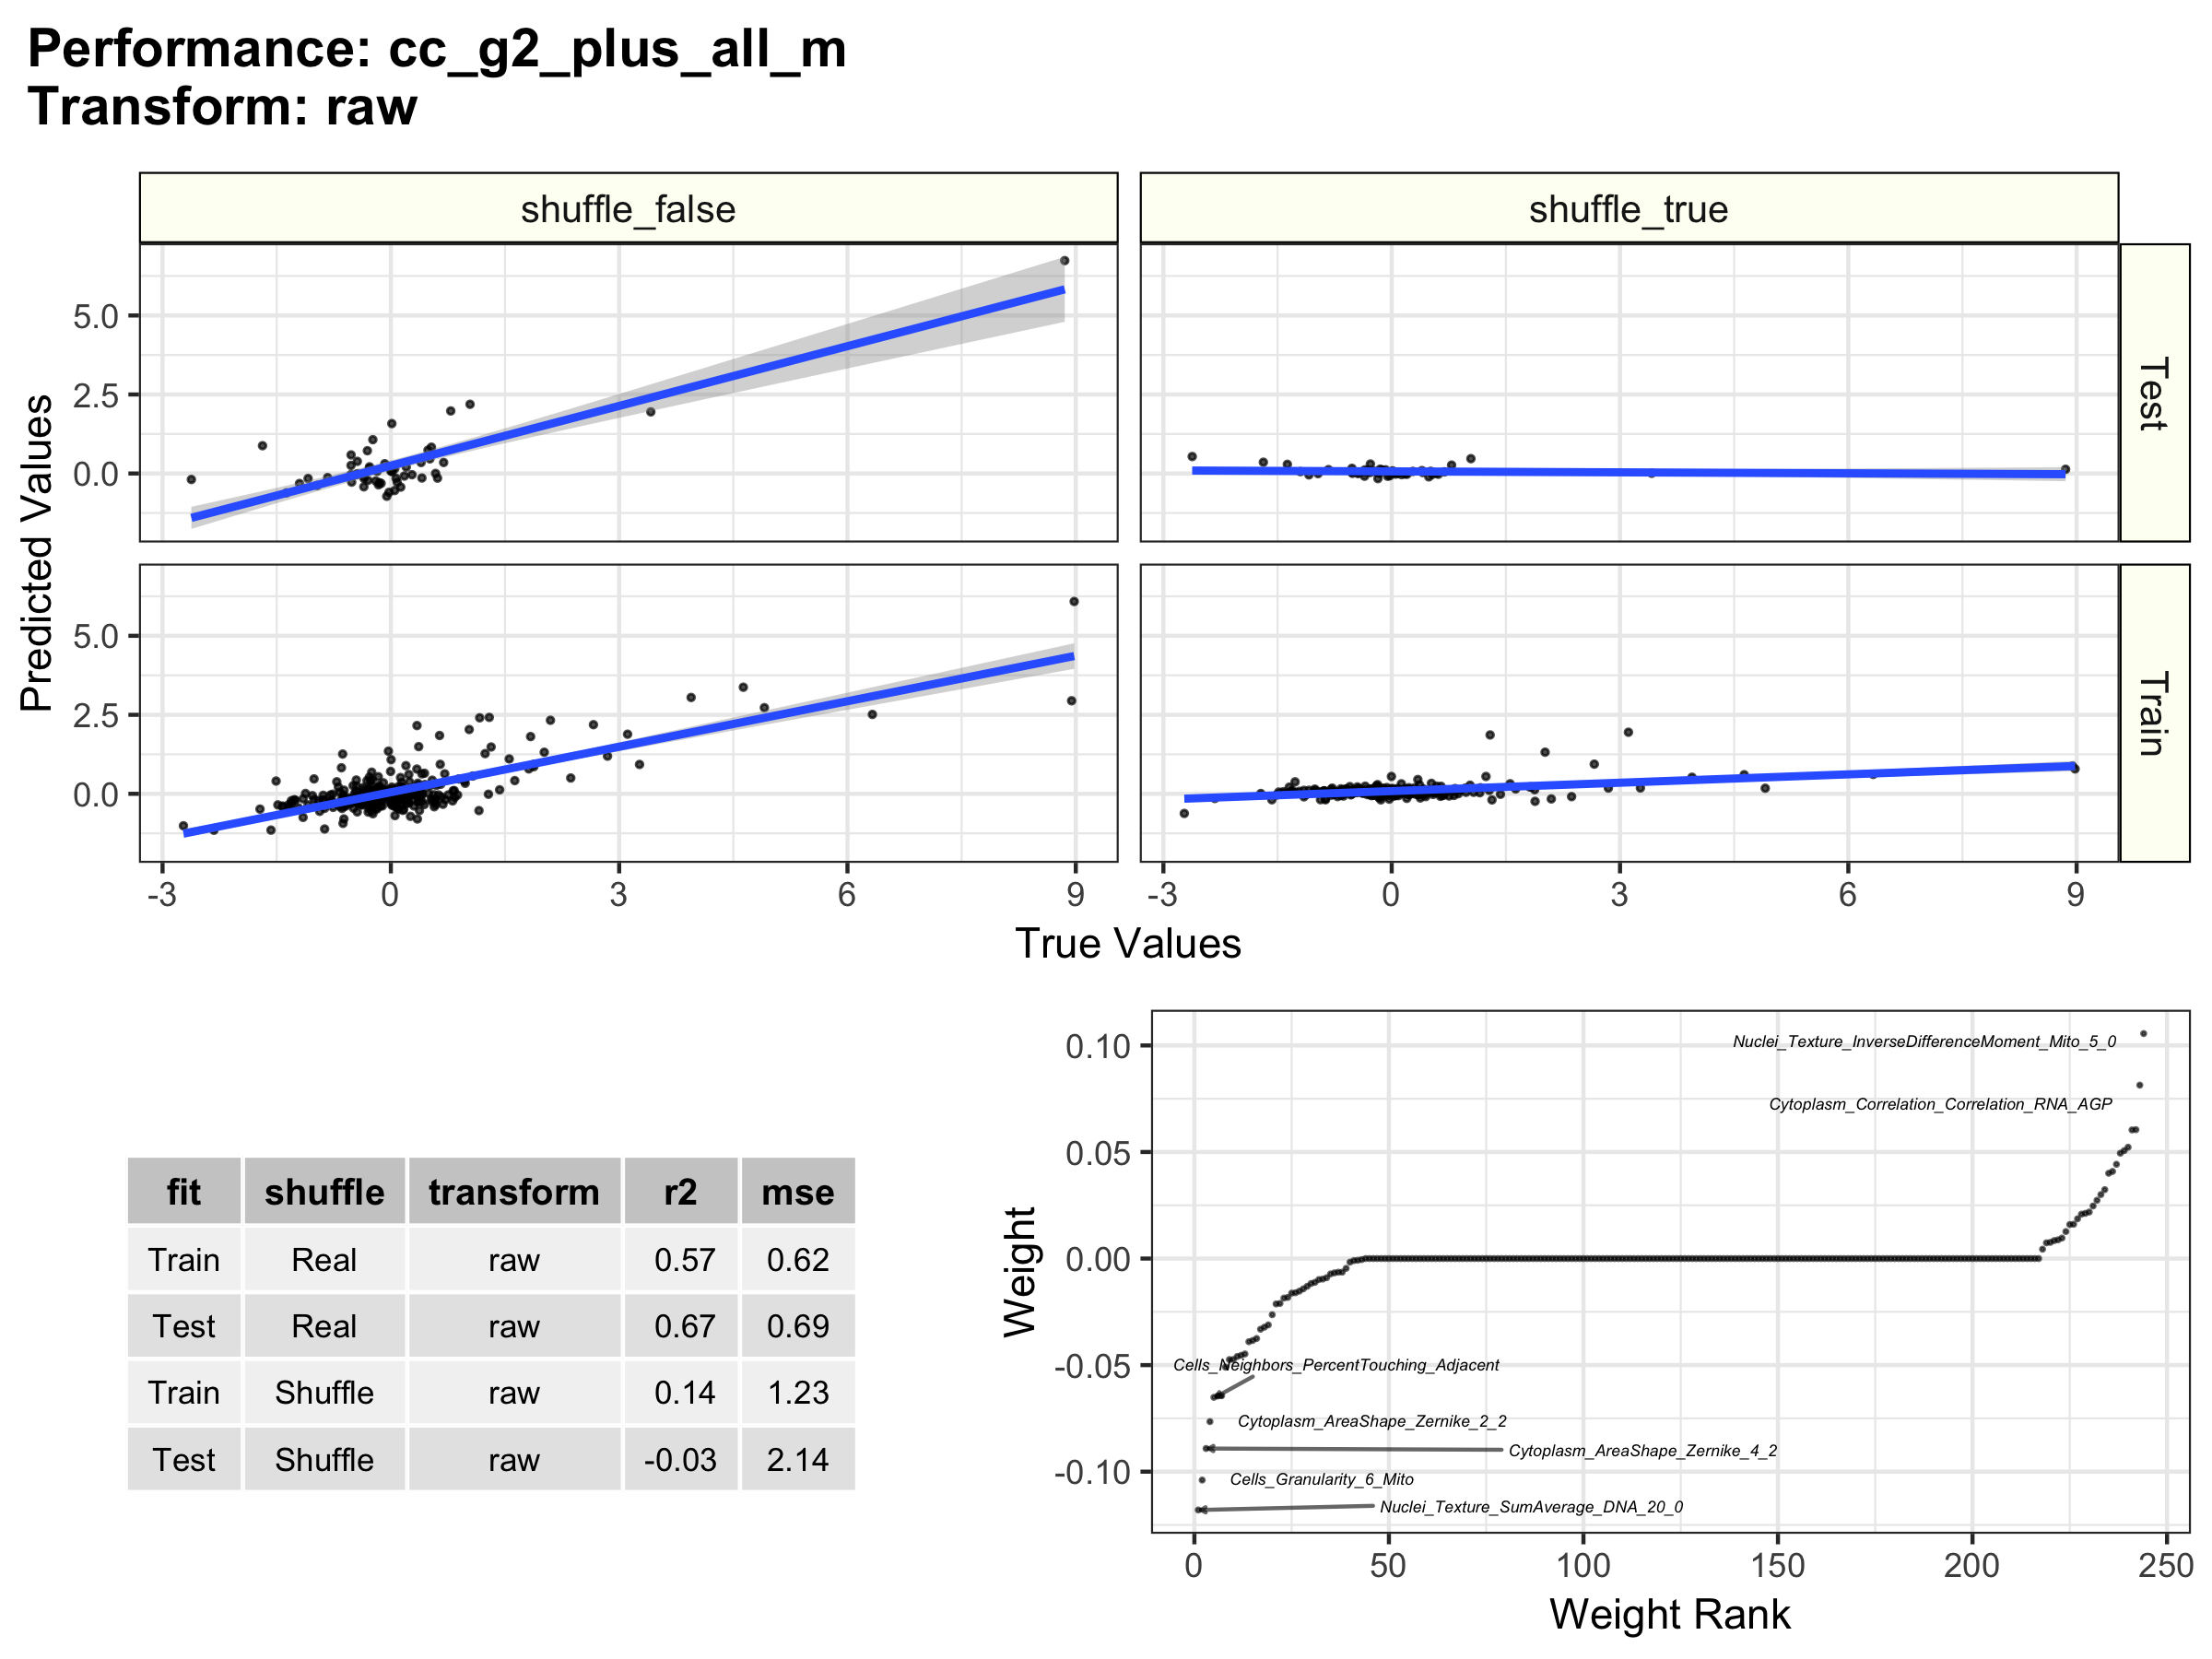 Performance: cc_g2_plus_all_m
Transform: raw
shuffle_false
shuffle_true
Predicted Values
5.0
2.5
0.0
Test
5.0
2.5
0.0
Train
-3 0 3 6 9
-3 0 3 6 9
True Values
fit shuffle transform r2 mse
Train Real raw 0.57 0.62
Test Real raw 0.67 0.69
Train Shuffle raw 0.14 1.23
Test Shuffle raw -0.03 2.14
Weight
0.10
0.05
0.00
-0.05
-0.10
Nuclei_Texture_InverseDifferenceMoment_Mito_5_0
Cytoplasm_Correlation_Correlation_RNA_AGP
Cells_Neighbors_PercentTouching_Adjacent
Cytoplasm_AreaShape_Zernike_2_2
Cytoplasm_AreaShape_Zernike_4_2
Cells_Granularity_6_Mito
Nuclei_Texture_SumAverage_DNA_20_0
0 50 100 150 200 250
Weight Rank